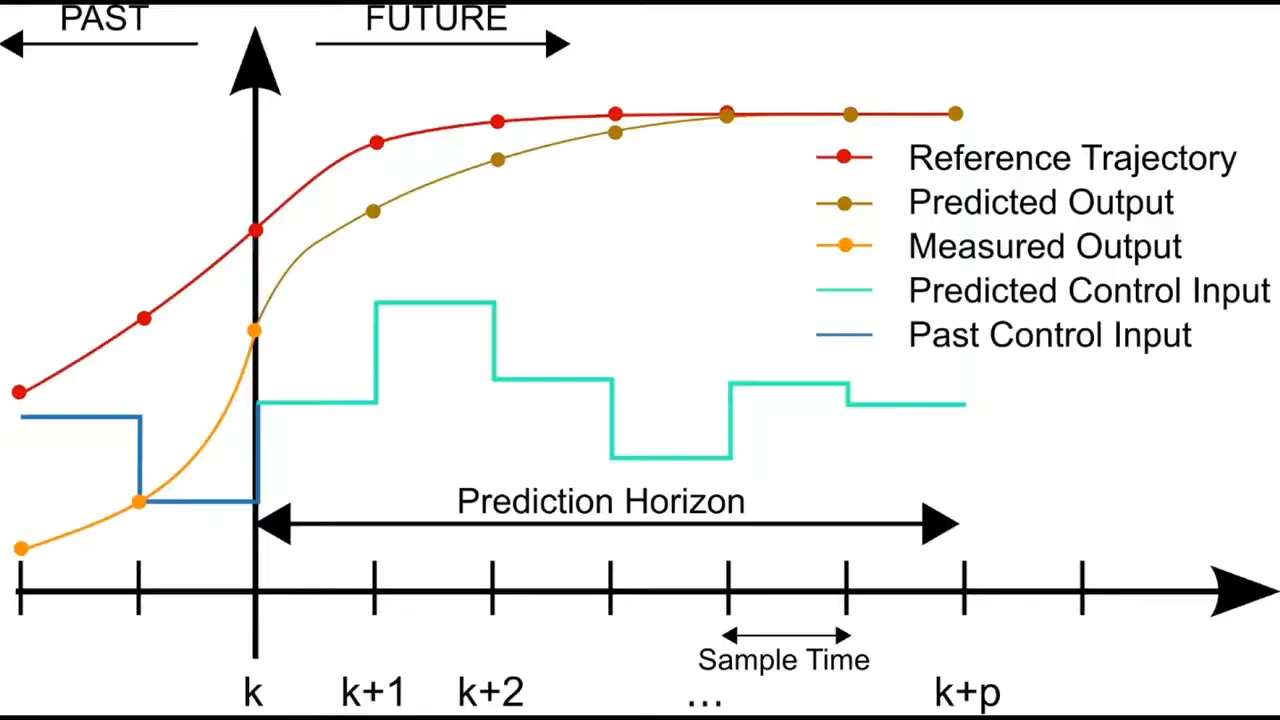 PAST
FUTURE
Reference Trajectory
Predicted Output
Measured Output
Predicted Control Input
Past Control Input
Prediction Horizon
Sample Time
k
k+1
k+2
...
k+p